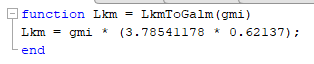 function Lkm = LkmToGalm(gmi)
Lkm = gmi * (3.78541178 * 0.62137);
end